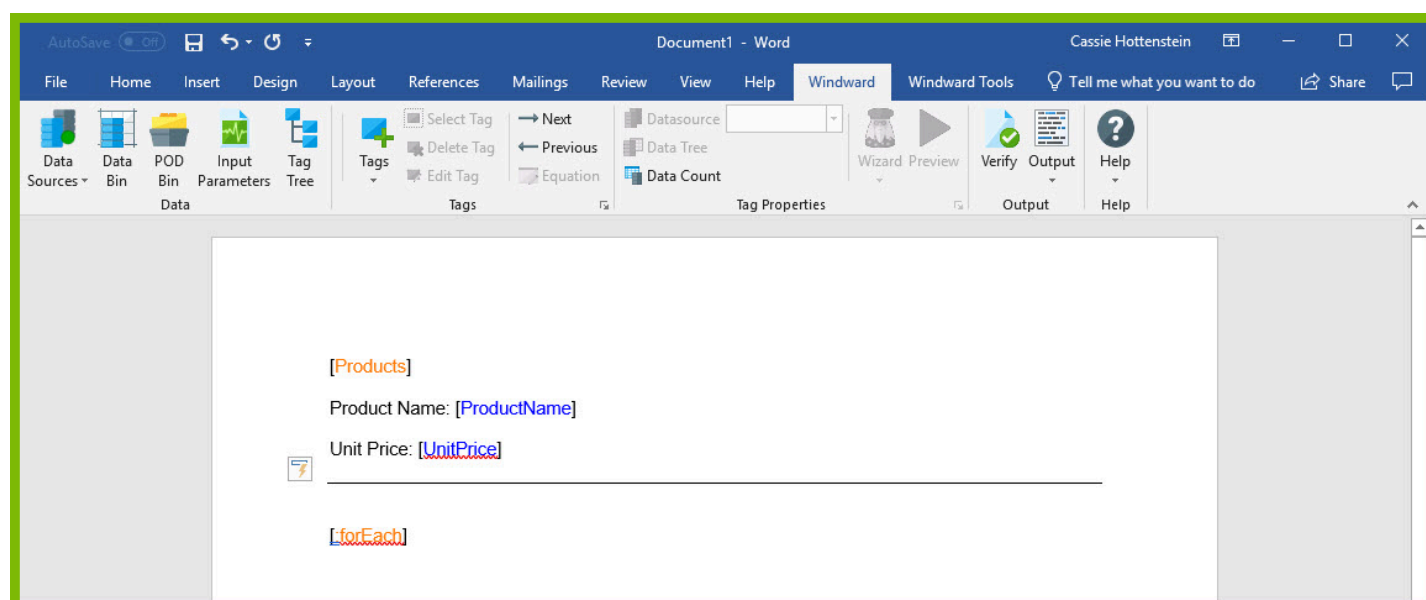 AutoSave Off Document1 - Word Cassie Hottenstein
File Home Insert Design Layout References Mailings Review View Help Windward Windward Tools Tell me what you want to do Share
Data Sources Data Bin POD Bin Input Parameters Tag Tree
Data
Tags Select Tag Next
Delete Tag Previous
Edit Tag Equation
Tags
Datasource
Data Tree
Data Count
Wizard Preview
Tag Properties
Verify Output
Output
Help
Help
[Products]
Product Name: [ProductName]
Unit Price: [UnitPrice]
[:forEach]